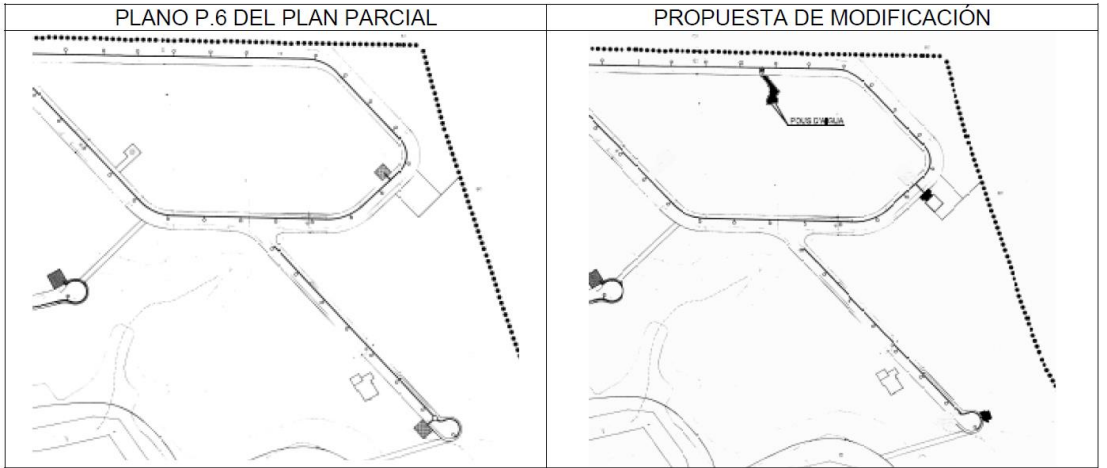 PLANO P.6 DEL PLAN PARCIAL
PROPUESTA DE MODIFICACIÓN
POUS D'AIGUA